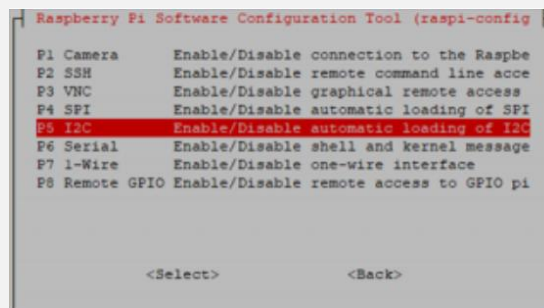 Raspberry Pi Software Configuration Tool (raspi-config
P1 Camera Enable/Disable connection to the Raspbe
P2 SSH Enable/Disable remote command line acce
P3 VNC Enable/Disable graphical remote access
P4 SPI Enable/Disable automatic loading of SPI
P5 I2C Enable/Disable automatic loading of I2C
P6 Serial Enable/Disable shell and kernel message
P7 1-Wire Enable/Disable one-wire interface
P8 Remote GPIO Enable/Disable remote access to GPIO pi
<Select> <Back>